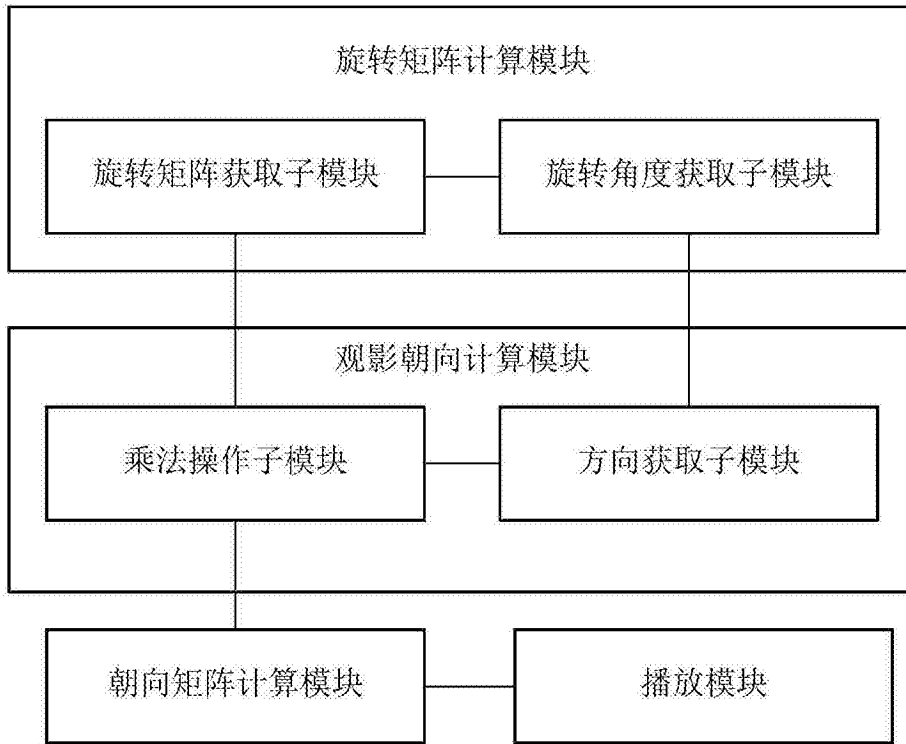 旋转矩阵计算模块
旋转矩阵获取子模块
旋转角度获取子模块
观影朝向计算模块
乘法操作子模块
方向获取子模块
朝向矩阵计算模块
播放模块